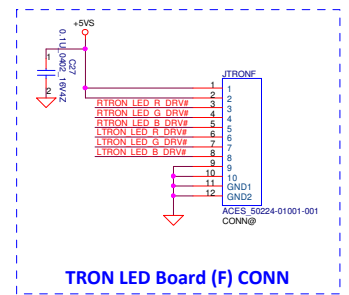 +5VS
0.1U_0402_16V4Z
C27
1
2
JTRONF
1 1
2 2
RTRON_LED_R_DRV# 3 3
RTRON_LED_G_DRV# 4 4
RTRON_LED_B_DRV# 5 5
LTRON_LED_R_DRV# 6 6
LTRON_LED_G_DRV# 7 7
LTRON_LED_B_DRV# 8 8
9 9
10 10
11 GND1
12 GND2
ACES_50224-01001-001
CONN@
TRON LED Board (F) CONN